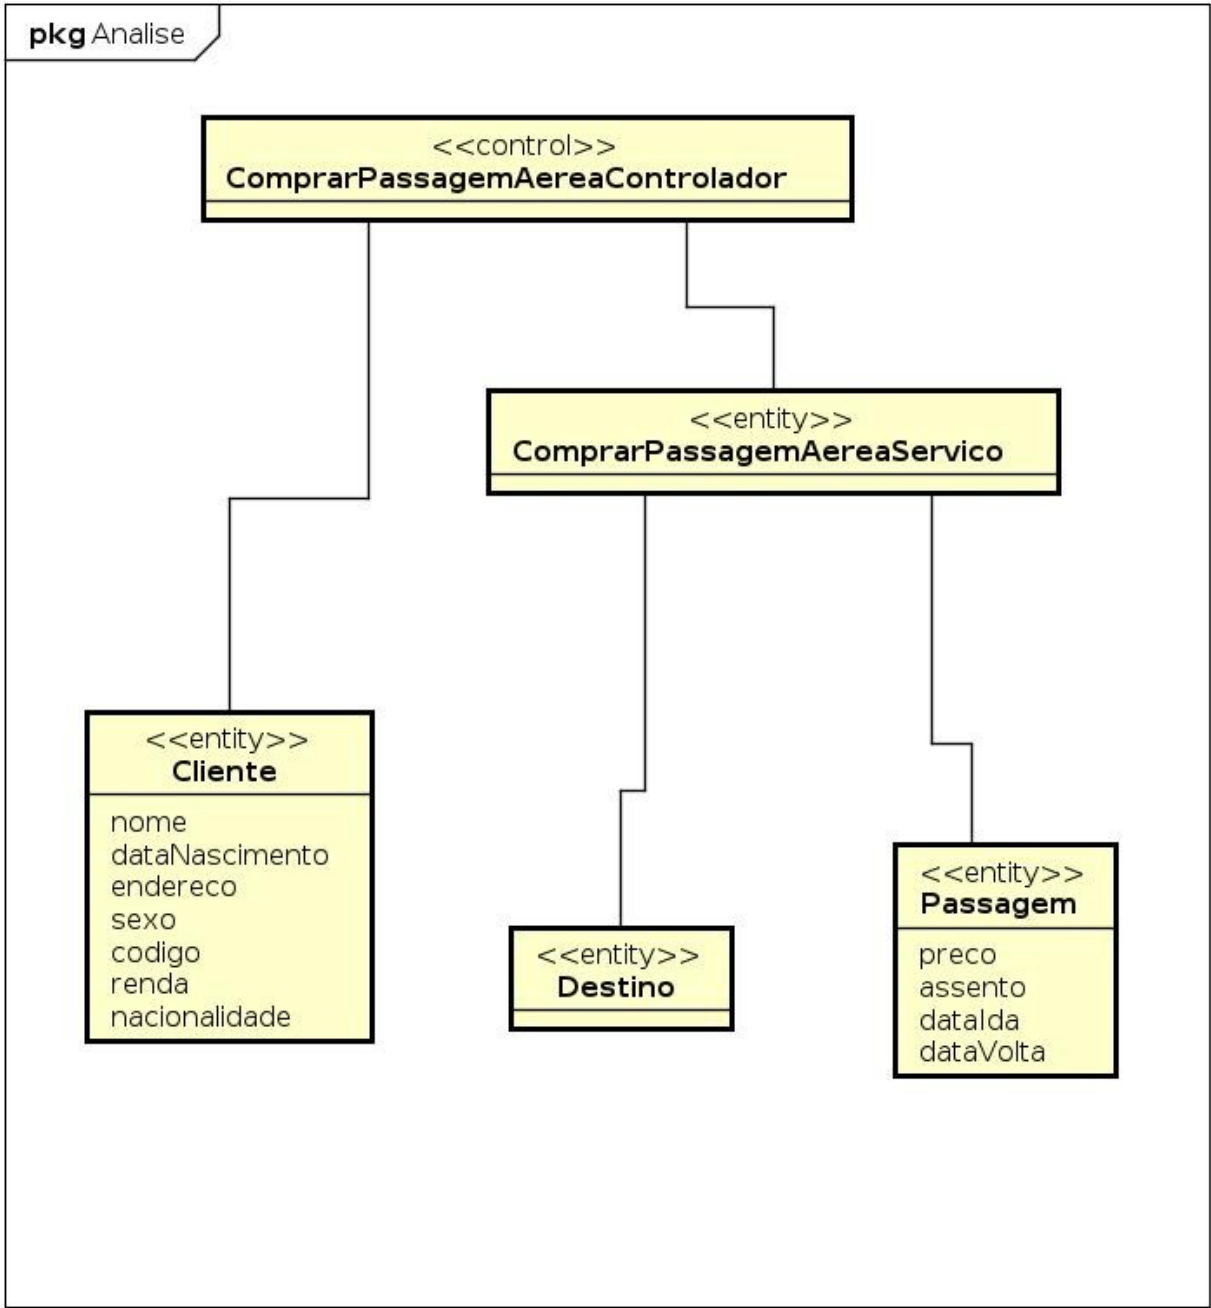 pkg Analise
<<control>>
ComprarPassagemAereaControlador
<<entity>>
ComprarPassagemAereaServico
<<entity>>
Cliente
nome
dataNascimento
endereco
sexo
codigo
renda
nacionalidade
<<entity>>
Destino
<<entity>>
Passagem
preco
assento
dataIda
dataVolta